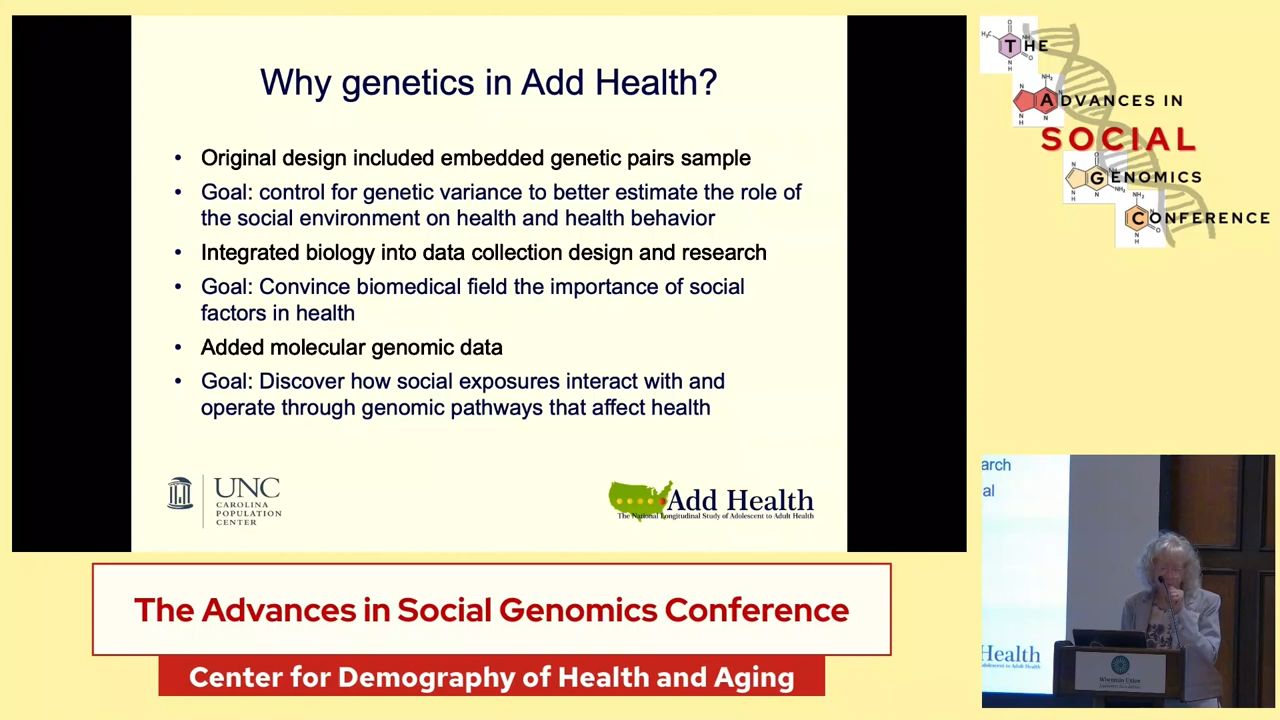 Why genetics in Add Health?
• Original design included embedded genetic pairs sample
• Goal: control for genetic variance to better estimate the role of
the social environment on health and health behavior
• Integrated biology into data collection design and research
• Goal: Convince biomedical field the importance of social
factors in health
• Added molecular genomic data
• Goal: Discover how social exposures interact with and
operate through genomic pathways that affect health
UNC
CAROLINA
POPULATION
CENTER
Add Health
The National Longitudinal Study of Adolescent to Adult Health
THE
ADVANCES IN
SOCIAL
GENOMICS
CONFERENCE
arch
al
Health
Wisconsin Union
The Advances in Social Genomics Conference
Center for Demography of Health and Aging